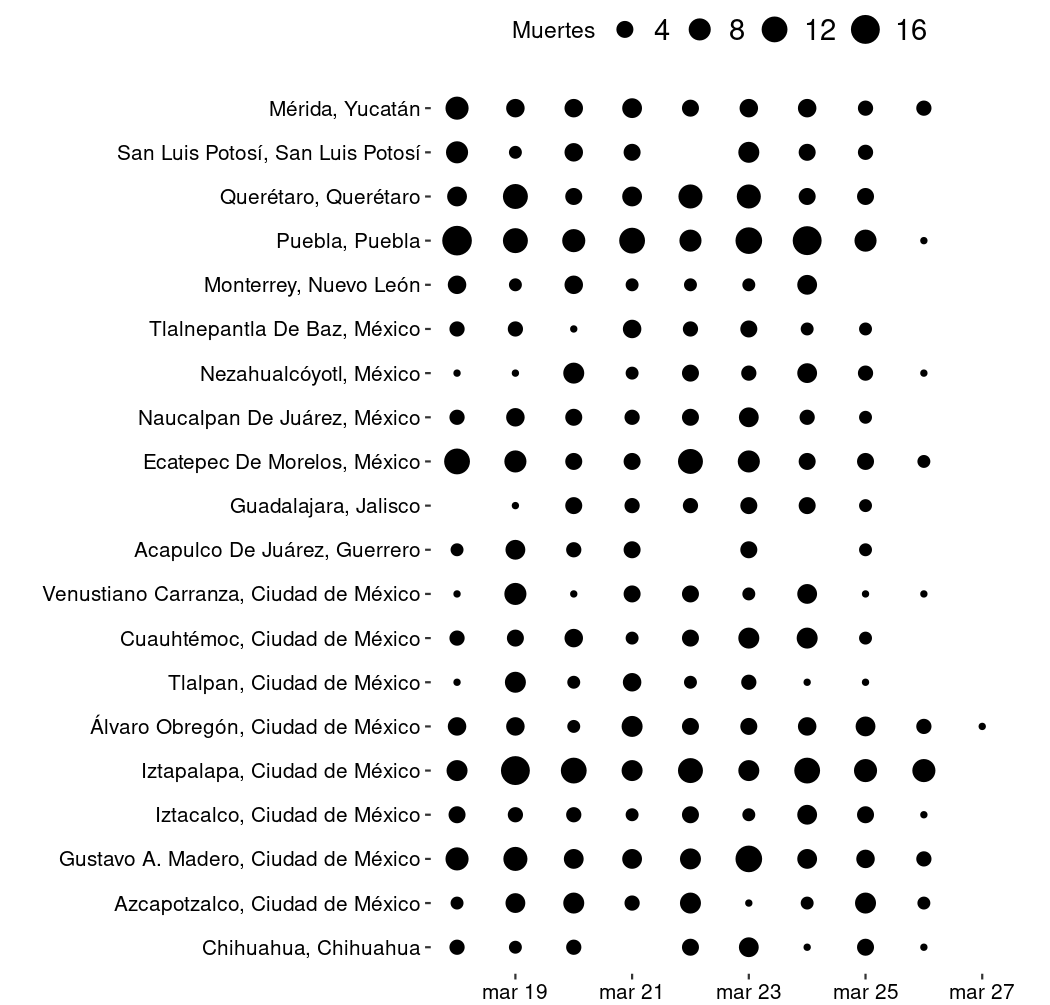 Muertes 4 8 12 16
Mérida, Yucatán
San Luis Potosí, San Luis Potosí
Querétaro, Querétaro
Puebla, Puebla
Monterrey, Nuevo León
Tlalnepantla De Baz, México
Nezahualcóyotl, México
Naucalpan De Juárez, México
Ecatepec De Morelos, México
Guadalajara, Jalisco
Acapulco De Juárez, Guerrero
Venustiano Carranza, Ciudad de México
Cuauhtémoc, Ciudad de México
Tlalpan, Ciudad de México
Álvaro Obregón, Ciudad de México
Iztapalapa, Ciudad de México
Iztacalco, Ciudad de México
Gustavo A. Madero, Ciudad de México
Azcapotzalco, Ciudad de México
Chihuahua, Chihuahua
mar 19 mar 21 mar 23 mar 25 mar 27